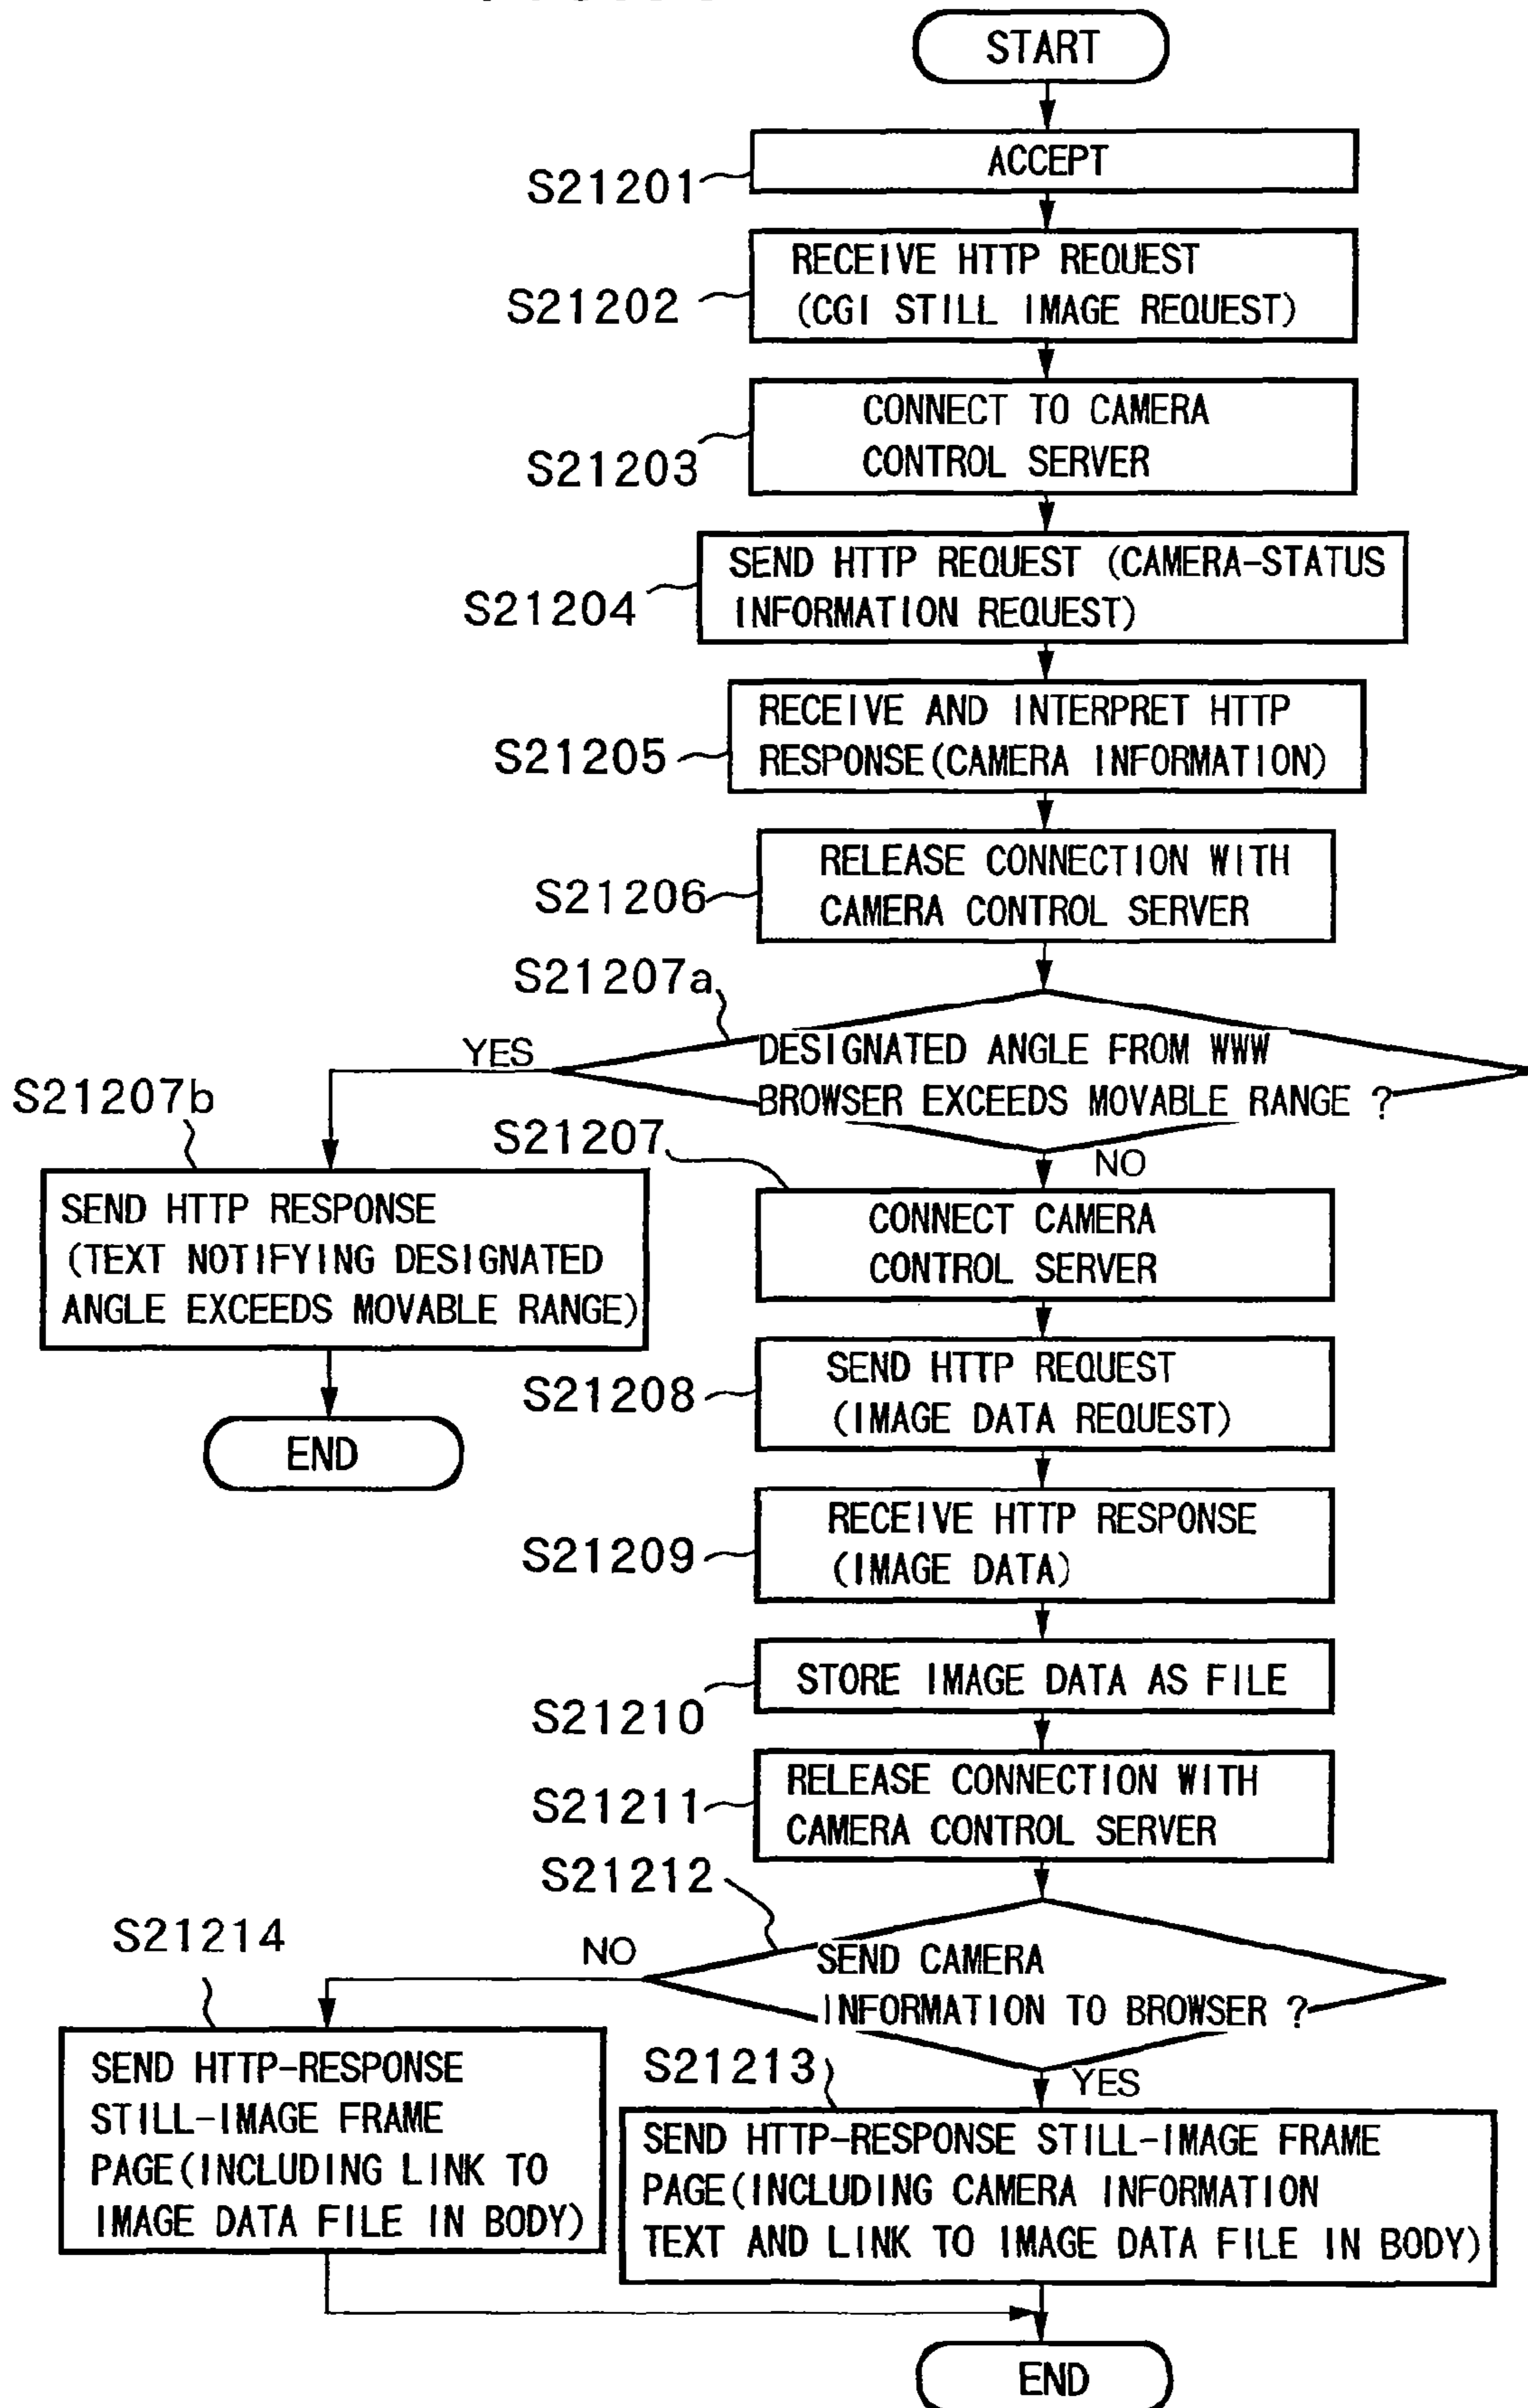 START
S21201
ACCEPT
S21202
RECEIVE HTTP REQUEST
(CGI STILL IMAGE REQUEST)
S21203
CONNECT TO CAMERA
CONTROL SERVER
S21204
SEND HTTP REQUEST (CAMERA-STATUS
INFORMATION REQUEST)
S21205
RECEIVE AND INTERPRET HTTP
RESPONSE(CAMERA INFORMATION)
S21206
RELEASE CONNECTION WITH
CAMERA CONTROL SERVER
S21207a
DESIGNATED ANGLE FROM WWW
BROWSER EXCEEDS MOVABLE RANGE ?
YES
S21207b
SEND HTTP RESPONSE
(TEXT NOTIFYING DESIGNATED
ANGLE EXCEEDS MOVABLE RANGE)
END
NO
S21207
CONNECT CAMERA
CONTROL SERVER
S21208
SEND HTTP REQUEST
(IMAGE DATA REQUEST)
S21209
RECEIVE HTTP RESPONSE
(IMAGE DATA)
S21210
STORE IMAGE DATA AS FILE
S21211
RELEASE CONNECTION WITH
CAMERA CONTROL SERVER
S21212
SEND CAMERA
INFORMATION TO BROWSER ?
NO
S21214
SEND HTTP-RESPONSE
STILL-IMAGE FRAME
PAGE(INCLUDING LINK TO
IMAGE DATA FILE IN BODY)
YES
S21213
SEND HTTP-RESPONSE STILL-IMAGE FRAME
PAGE(INCLUDING CAMERA INFORMATION
TEXT AND LINK TO IMAGE DATA FILE IN BODY)
END